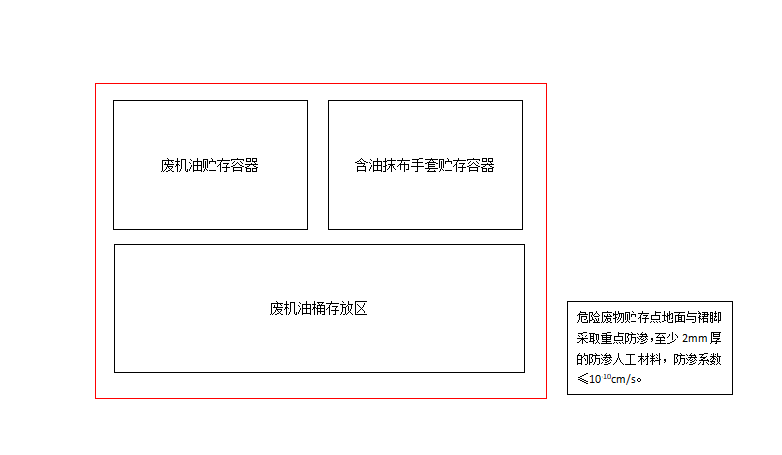 废机油贮存容器
含油抹布手套贮存容器
废机油桶存放区
危险废物贮存点地面与裙脚
采取重点防渗，至少 2mm 厚
的防渗人工材料，防渗系数
≤10⁻¹⁰cm/s。